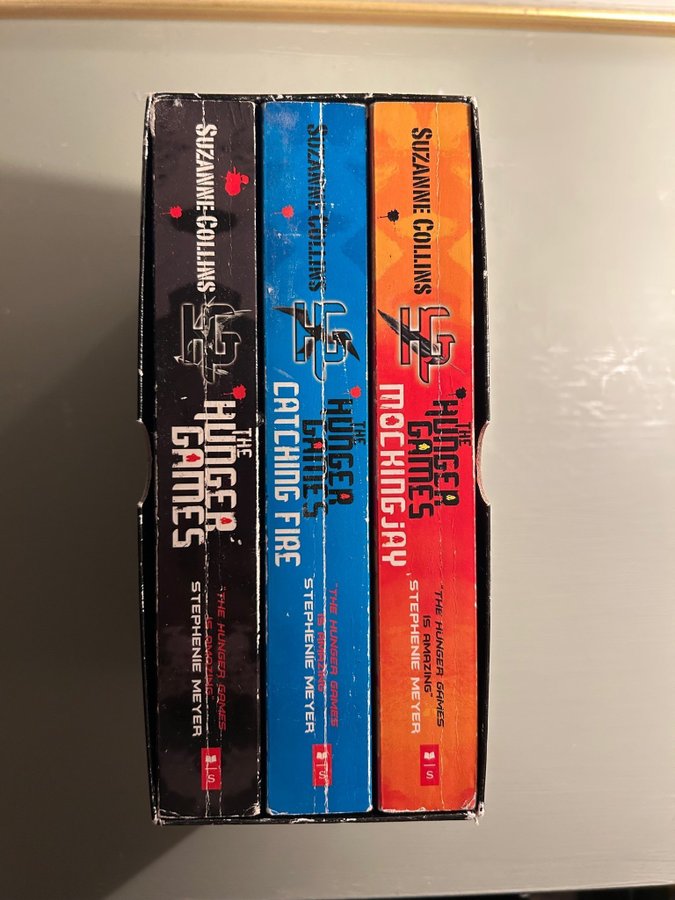 SUZANNE COLLINS
THE
HUNGER
GAMES
"THE HUNGER GAMES
IS AMAZING"
STEPHENIE MEYER
S
SUZANNE COLLINS
THE
HUNGER
GAMES
CATCHING FIRE
"THE HUNGER GAMES
IS AMAZING"
STEPHENIE MEYER
S
SUZANNE COLLINS
THE
HUNGER
GAMES
MOCKINGJAY
"THE HUNGER GAMES
IS AMAZING"
STEPHENIE MEYER
S